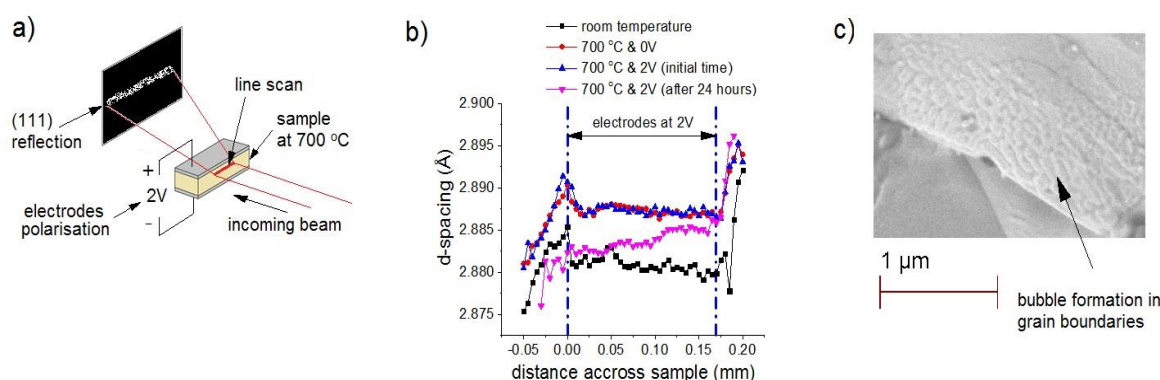 a)
(111)
reflection
line scan
sample
at 700 °C
+
2V
−
electrodes
polarisation
incoming beam
b)
room temperature
700 °C & 0V
700 °C & 2V (initial time)
700 °C & 2V (after 24 hours)
electrodes at 2V
d-spacing (Å)
2.900
2.895
2.890
2.885
2.880
2.875
-0.05 0.00 0.05 0.10 0.15 0.20
distance accross sample (mm)
c)
1 µm
bubble formation in
grain boundaries